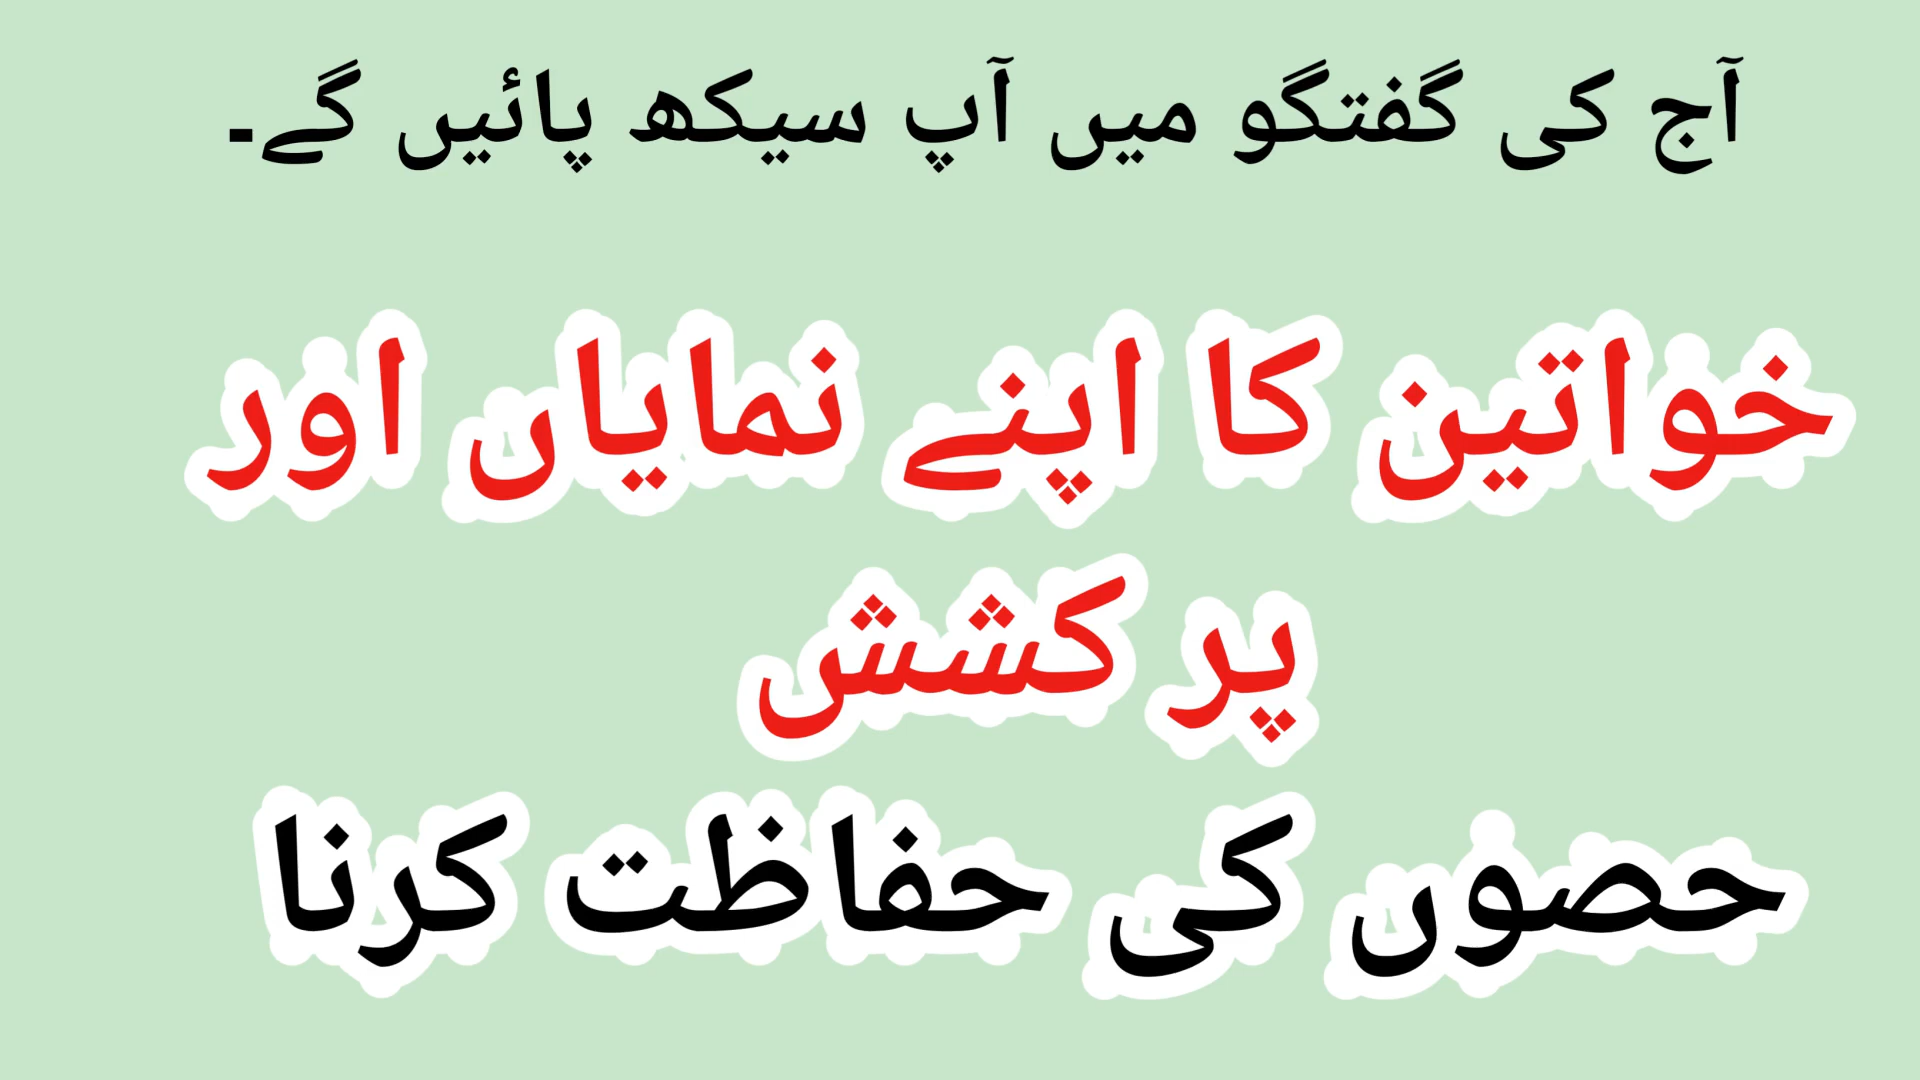 آج کی گفتگو میں آپ سیکھ پائیں گے۔
خواتین کا اپنے نمایاں اور
پر کشش
حصوں کی حفاظت کرنا